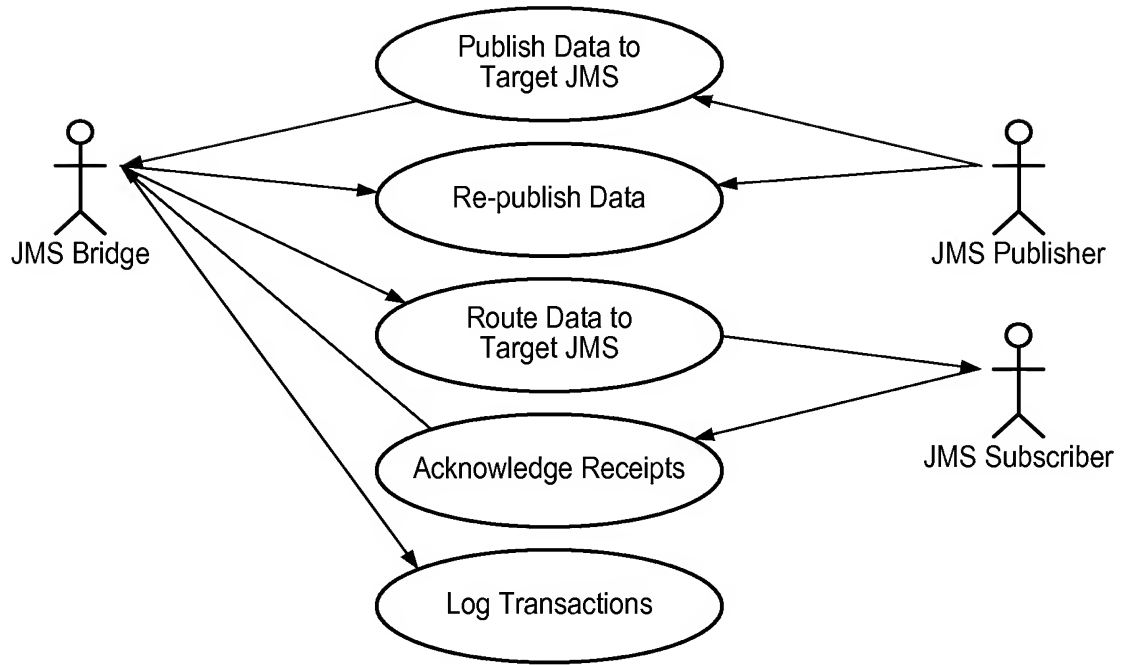 Publish Data to
Target JMS
JMS Bridge
Re-publish Data
JMS Publisher
Route Data to
Target JMS
Acknowledge Receipts
JMS Subscriber
Log Transactions